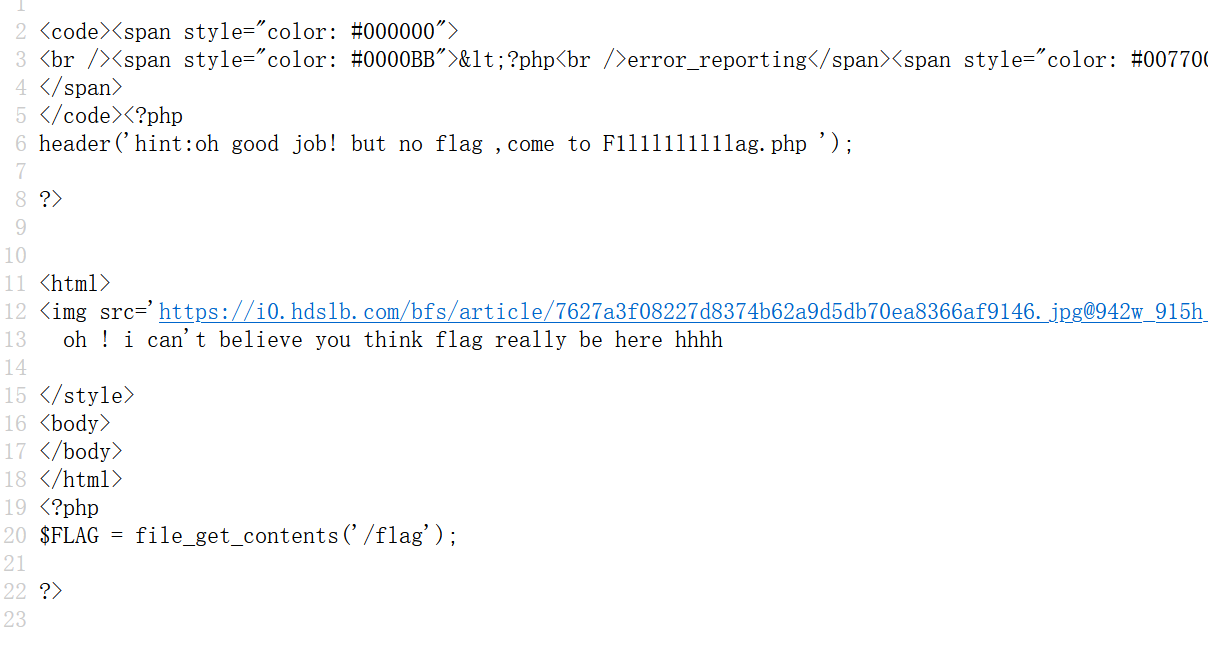 1
2 <code><span style="color: #000000">
3 <br /><span style="color: #0000BB">&lt;?php<br />error_reporting</span><span style="color: #00770
4 </span>
5 </code><?php
6 header('hint:oh good job! but no flag ,come to F1l1l1l1l1lag.php ');
7
8 ?>
9
10
11 <html>
12 <img src='https://i0.hdslb.com/bfs/article/7627a3f08227d8374b62a9d5db70ea8366af9146.jpg@942w_915h_
13 oh ! i can't believe you think flag really be here hhhh
14
15 </style>
16 <body>
17 </body>
18 </html>
19 <?php
20 $FLAG = file_get_contents('/flag');
21
22 ?>
23